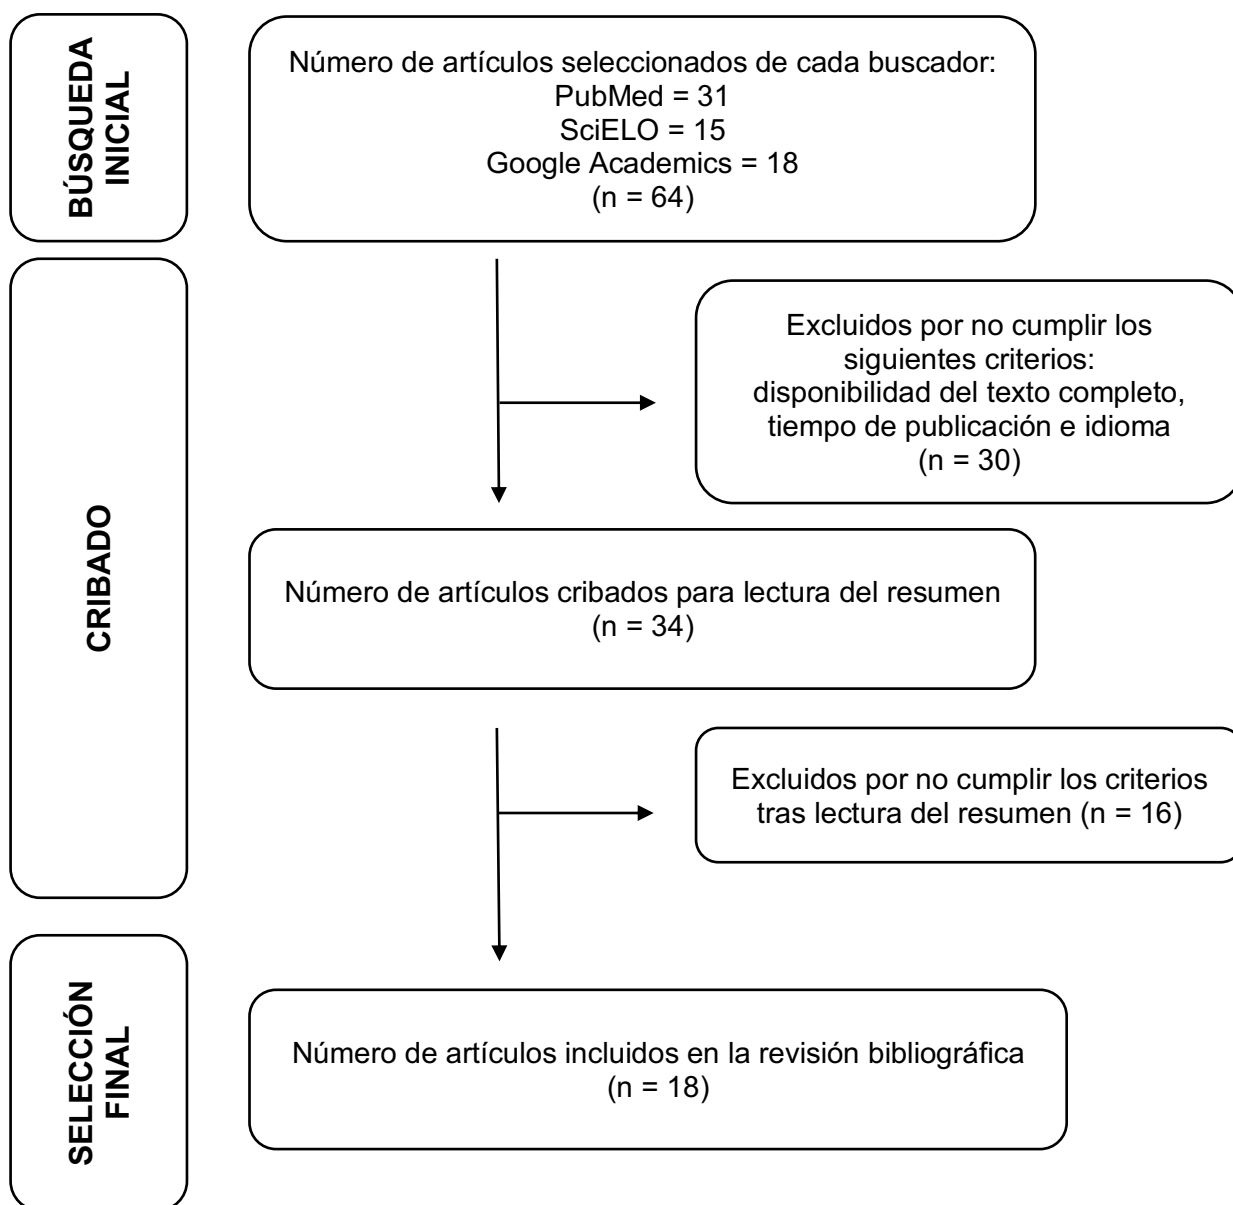 BÚSQUEDA
INICIAL
Número de artículos seleccionados de cada buscador:
PubMed = 31
SciELO = 15
Google Academics = 18
(n = 64)
Excluidos por no cumplir los
siguientes criterios:
disponibilidad del texto completo,
tiempo de publicación e idioma
(n = 30)
CRIBADO
Número de artículos cribados para lectura del resumen
(n = 34)
Excluidos por no cumplir los criterios
tras lectura del resumen (n = 16)
SELECCIÓN
FINAL
Número de artículos incluidos en la revisión bibliográfica
(n = 18)